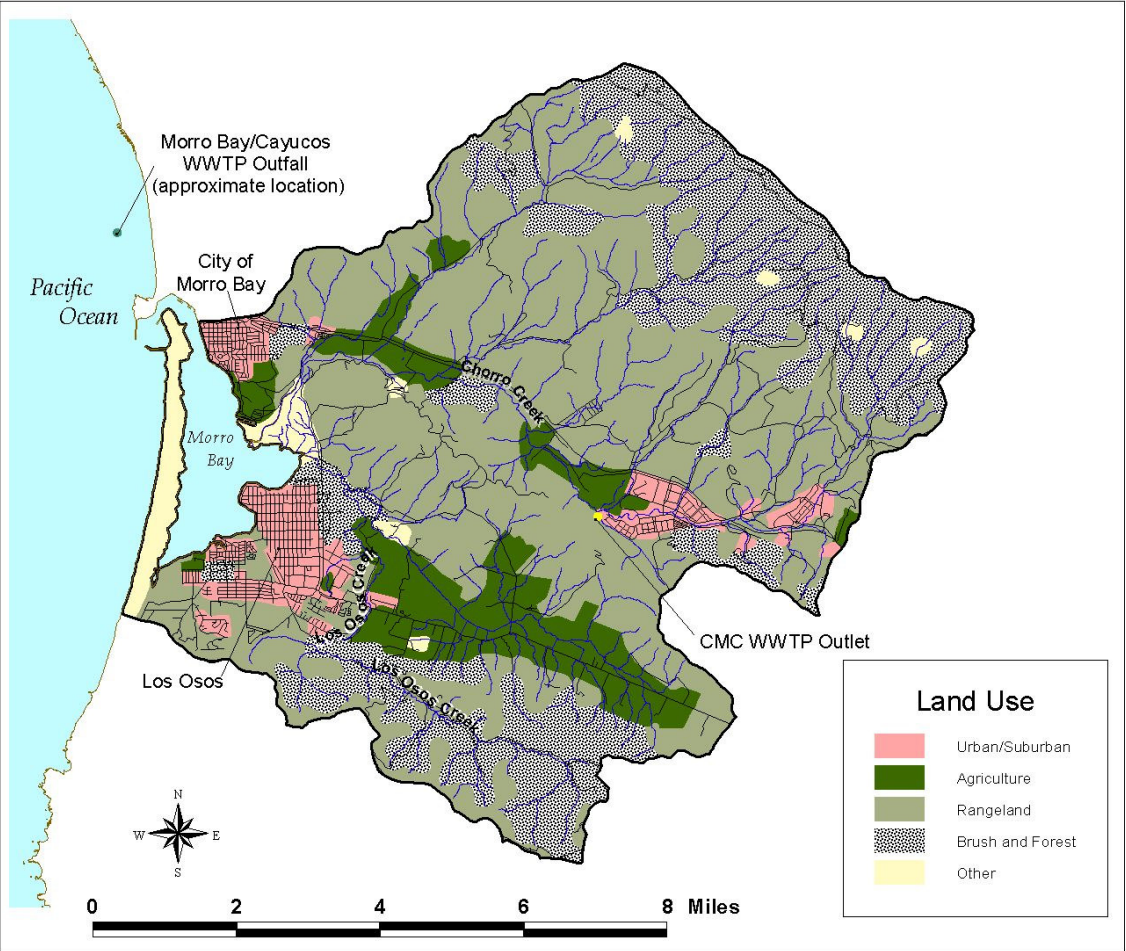 Morro Bay/Cayucos
WWTP Outfall
(approximate location)
City of
Morro Bay
Pacific
Ocean
Chorro Creek
Morro
Bay
Los Osos Creek
CMC WWTP Outlet
Los Osos
Los Osos Creek
Land Use
Urban/Suburban
Agriculture
Rangeland
Brush and Forest
Other
N
W E
S
0 2 4 6 8 Miles